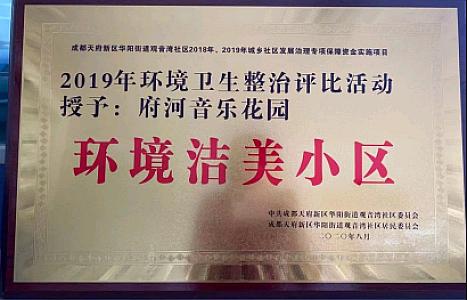 成都天府新区华阳街道观音湾社区2018年、2019年城乡社区发展治理专项保障资金实施项目
2019年环境卫生整治评比活动
授予：府河音乐花园
环境洁美小区
中共成都天府新区华阳街道观音湾社区委员会
成都天府新区华阳街道观音湾社区居民委员会
二〇二〇年八月